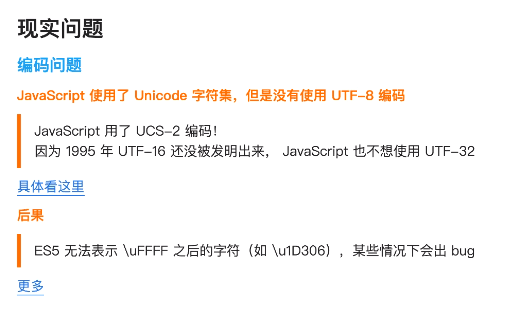 现实问题
编码问题
JavaScript 使用了 Unicode 字符集，但是没有使用 UTF-8 编码
JavaScript 用了 UCS-2 编码！
因为 1995 年 UTF-16 还没被发明出来， JavaScript 也不想使用 UTF-32
具体看这里
后果
ES5 无法表示 \uFFFF 之后的字符（如 \u1D306），某些情况下会出 bug
更多